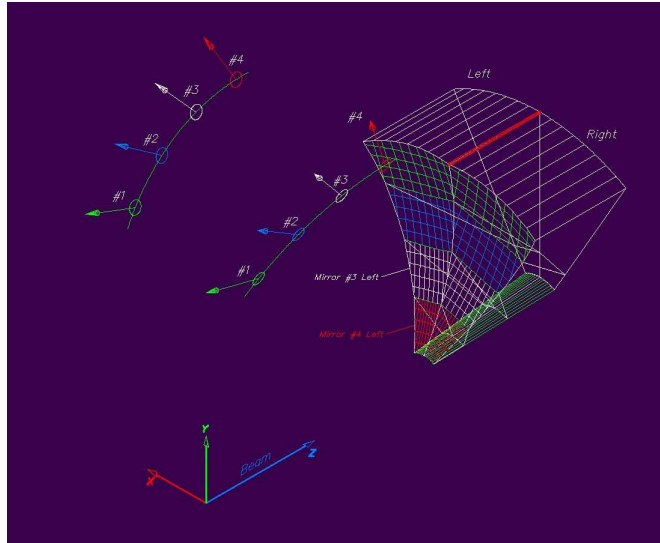 #4
Left
#3
#4
Right
#2
#3
#1
#2
#1
Mirror #3 Left
Mirror #4 Left
Y
Beam
Z
X